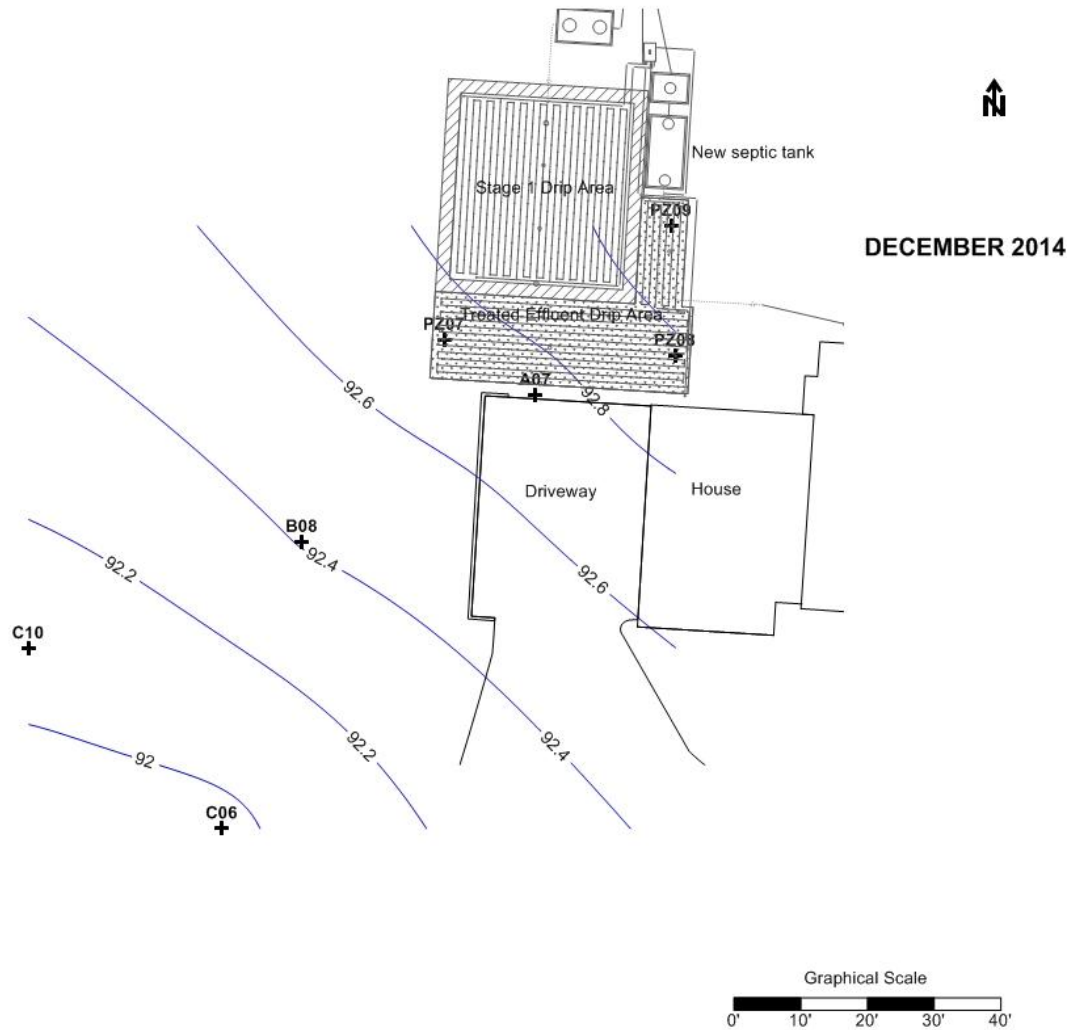 N
New septic tank
Stage 1 Drip Area
PZ09
DECEMBER 2014
Treated Effluent Drip Area
PZ07
PZ08
A07
92.6
92.8
Driveway
House
B08
92.4
92.2
92.6
C10
92.2
92.4
92
C06
Graphical Scale
0' 10' 20' 30' 40'